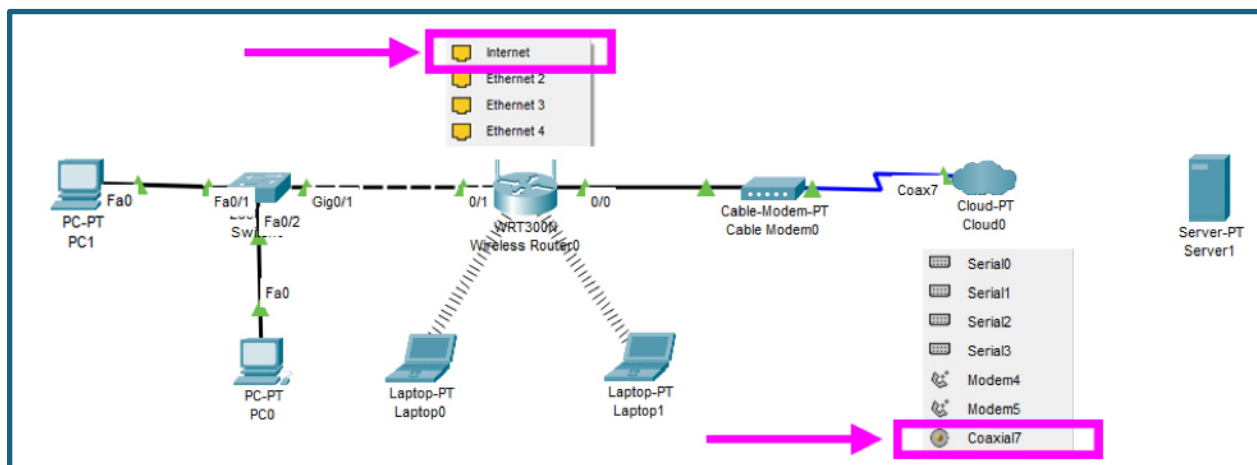 Internet
Ethernet 2
Ethernet 3
Ethernet 4
Fa0
Fa0/1
Gig0/1
0/1
0/0
Coax7
PC-PT
PC1
Fa0/2
WRT300N
Wireless Router0
Cable-Modem-PT
Cable Modem0
Cloud-PT
Cloud0
Server-PT
Server1
Fa0
PC-PT
PC0
Laptop-PT
Laptop0
Laptop-PT
Laptop1
Serial0
Serial1
Serial2
Serial3
Modem4
Modem5
Coaxial7